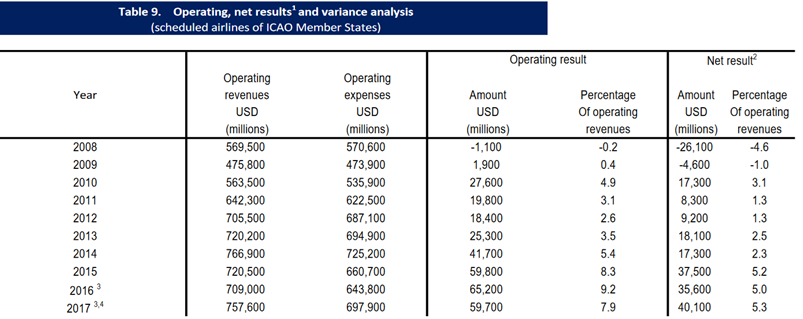 Table 9. Operating, net results¹ and variance analysis
(scheduled airlines of ICAO Member States)
Operating result Net result²
Operating Operating
Year revenues expenses Amount Percentage Amount Percentage
USD USD USD Of operating USD Of operating
(millions) (millions) (millions) revenues (millions) revenues
2008 569,500 570,600 -1,100 -0.2 -26,100 -4.6
2009 475,800 473,900 1,900 0.4 -4,600 -1.0
2010 563,500 535,900 27,600 4.9 17,300 3.1
2011 642,300 622,500 19,800 3.1 8,300 1.3
2012 705,500 687,100 18,400 2.6 9,200 1.3
2013 720,200 694,900 25,300 3.5 18,100 2.5
2014 766,900 725,200 41,700 5.4 17,300 2.3
2015 720,500 660,700 59,800 8.3 37,500 5.2
2016 ³ 709,000 643,800 65,200 9.2 35,600 5.0
2017 ³,⁴ 757,600 697,900 59,700 7.9 40,100 5.3